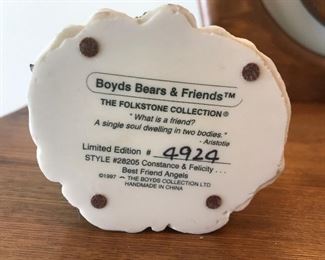 Boyds Bears & Friends™
THE FOLKSTONE COLLECTION®
" What is a friend?
A single soul dwelling in two bodies."
- Aristotle
Limited Edition # 4924
STYLE #28205 Constance & Felicity . . .
Best Friend Angels
©1997 THE BOYDS COLLECTION LTD
HANDMADE IN CHINA